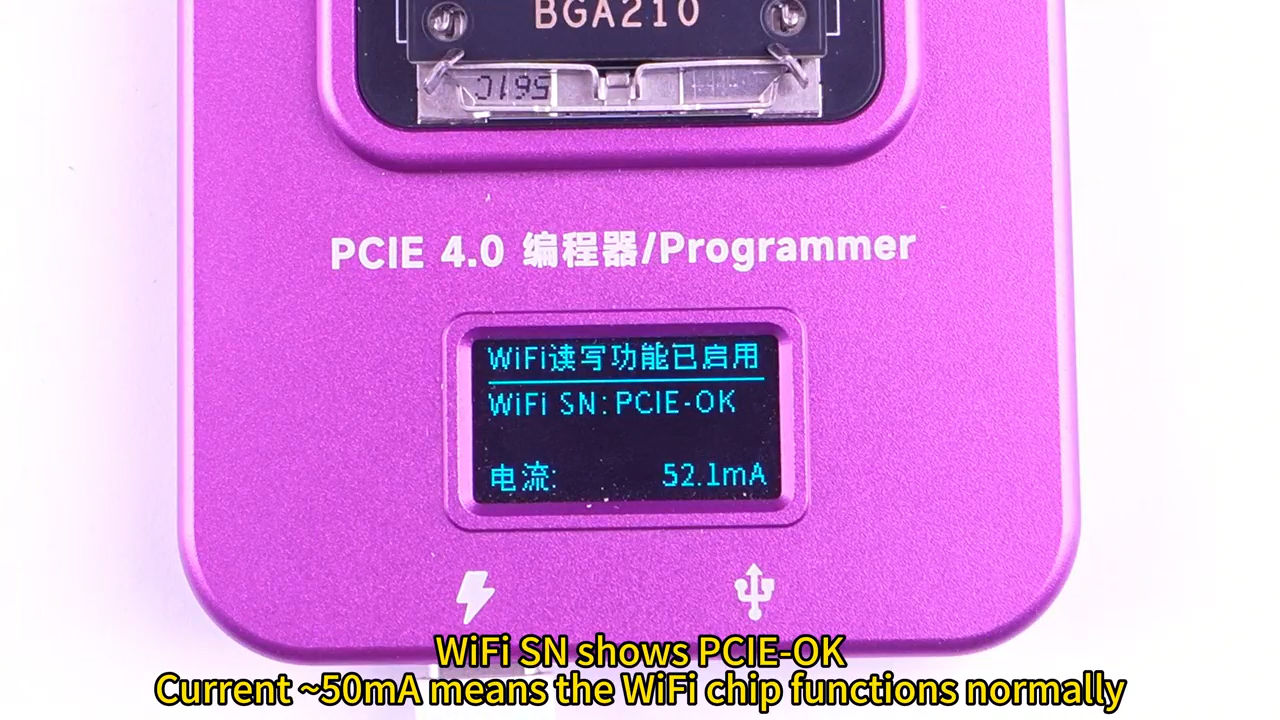 BGA210
5619C
PCIE 4.0 编程器/Programmer
WiFi读写功能已启用
WiFi SN:PCIE-OK
电流: 52.1mA
WiFi SN shows PCIE-OK
Current ~50mA means the WiFi chip functions normally